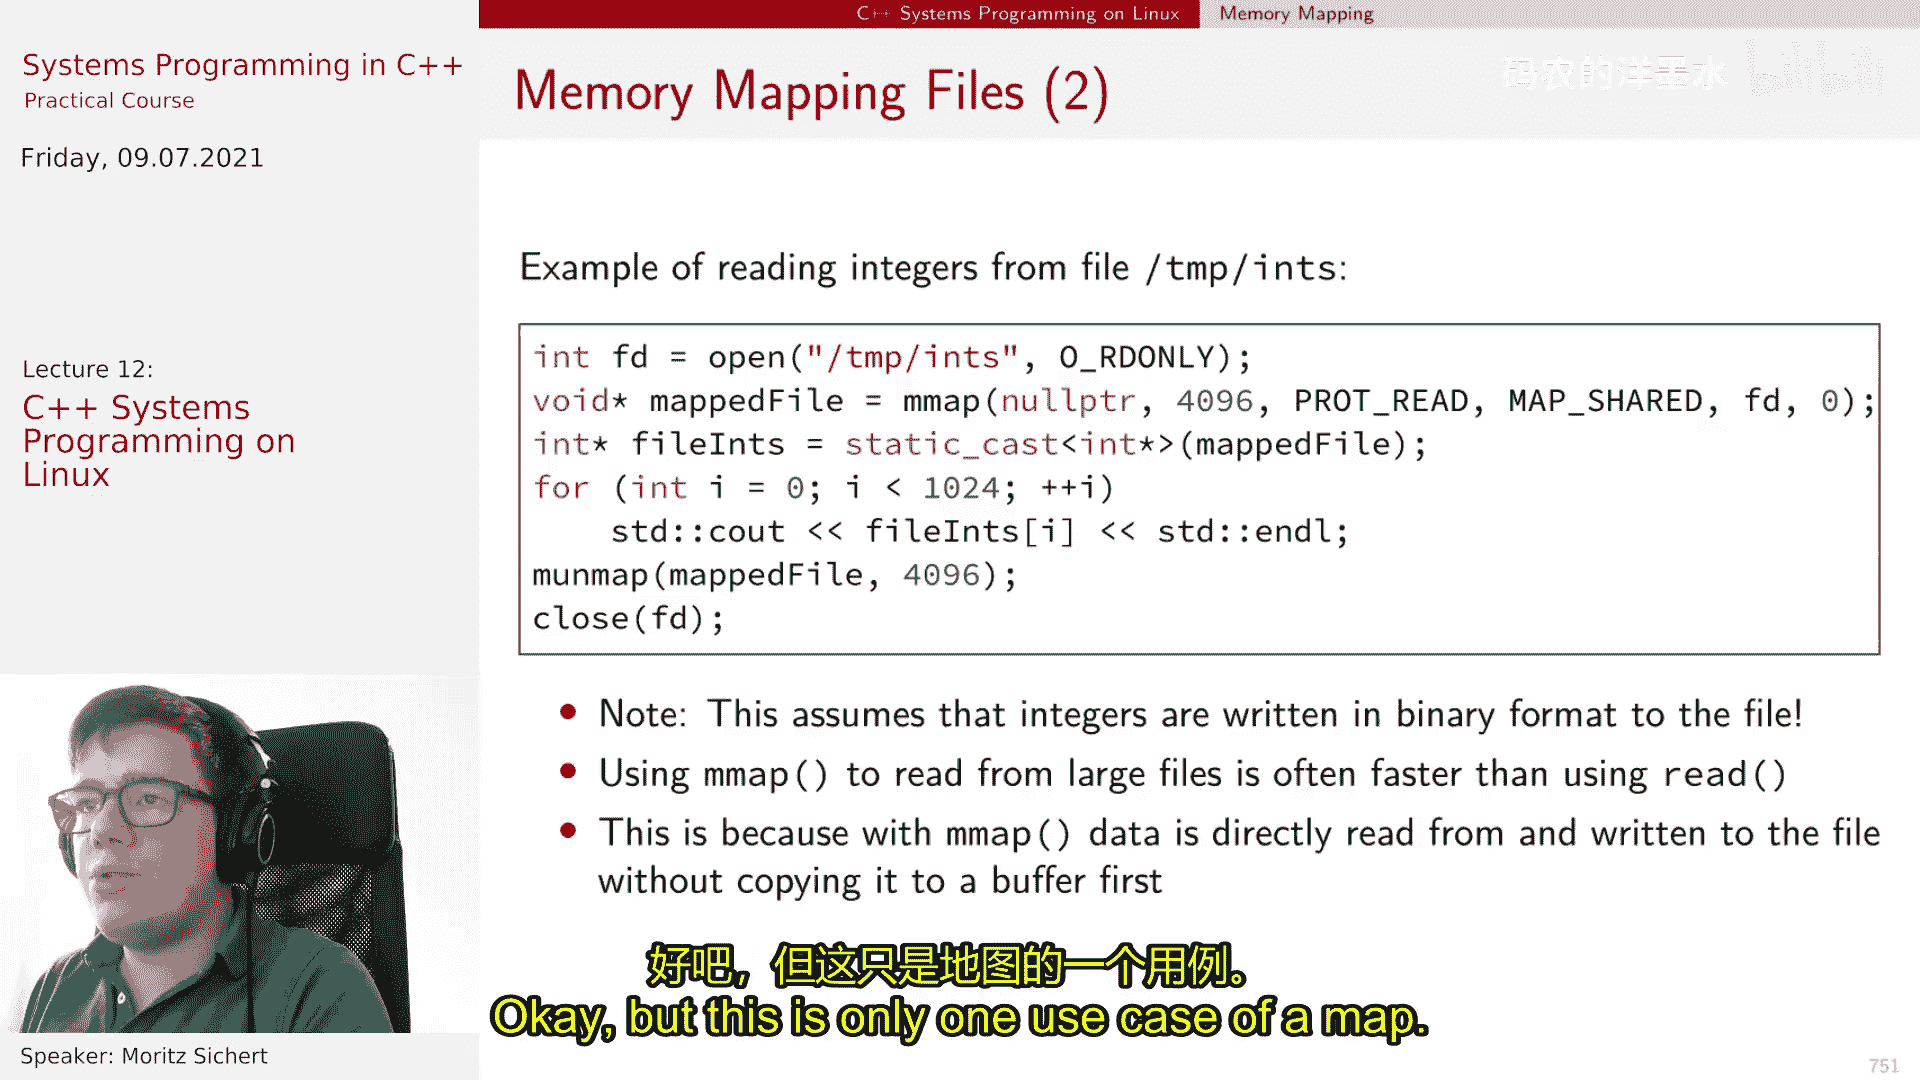 C++ Systems Programming on Linux
Memory Mapping
Systems Programming in C++
Practical Course
Friday, 09.07.2021
Lecture 12:
C++ Systems
Programming on
Linux
Speaker: Moritz Sichert
Memory Mapping Files (2)
码农的洋墨水 bilibili
Example of reading integers from file /tmp/ints:
int fd = open("/tmp/ints", O_RDONLY);
void* mappedFile = mmap(nullptr, 4096, PROT_READ, MAP_SHARED, fd, 0);
int* fileInts = static_cast<int*>(mappedFile);
for (int i = 0; i < 1024; ++i)
    std::cout << fileInts[i] << std::endl;
munmap(mappedFile, 4096);
close(fd);
• Note: This assumes that integers are written in binary format to the file!
• Using mmap() to read from large files is often faster than using read()
• This is because with mmap() data is directly read from and written to the file
without copying it to a buffer first
好吧，但这只是地图的一个用例。
Okay, but this is only one use case of a map.
751